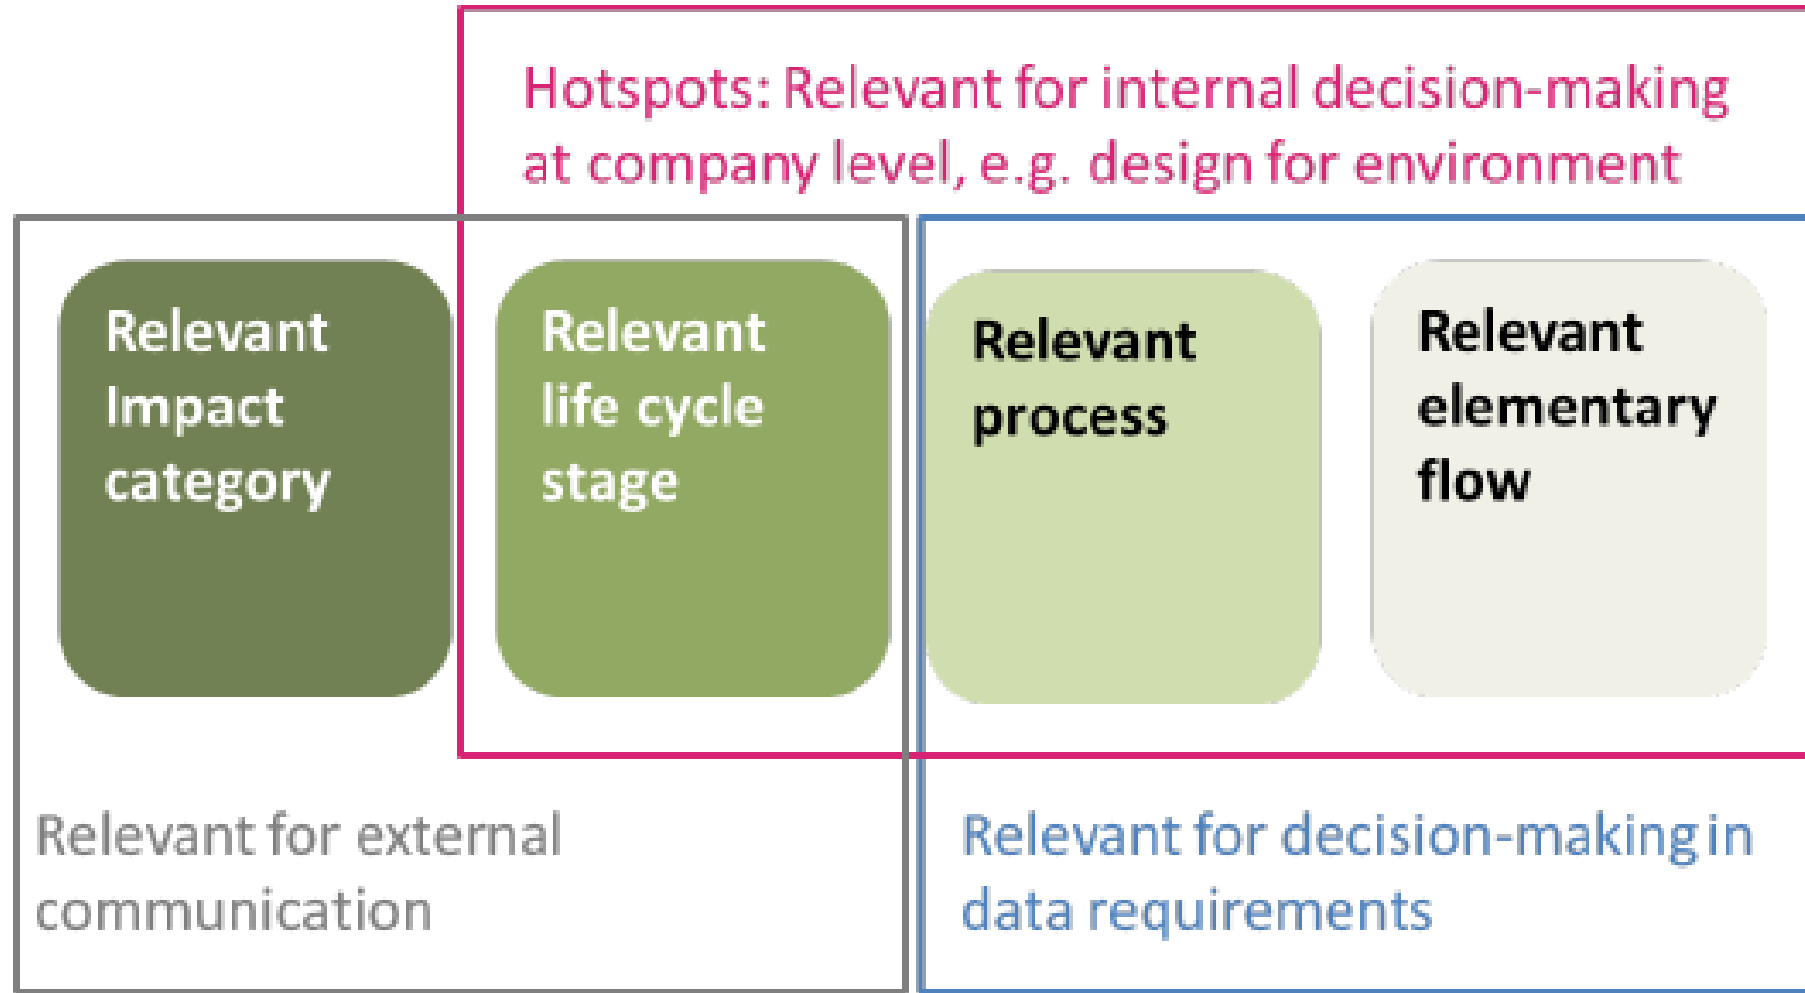 Hotspots: Relevant for internal decision-making
at company level, e.g. design for environment
Relevant
Impact
category
Relevant
life cycle
stage
Relevant
process
Relevant
elementary
flow
Relevant for external
communication
Relevant for decision-making in
data requirements